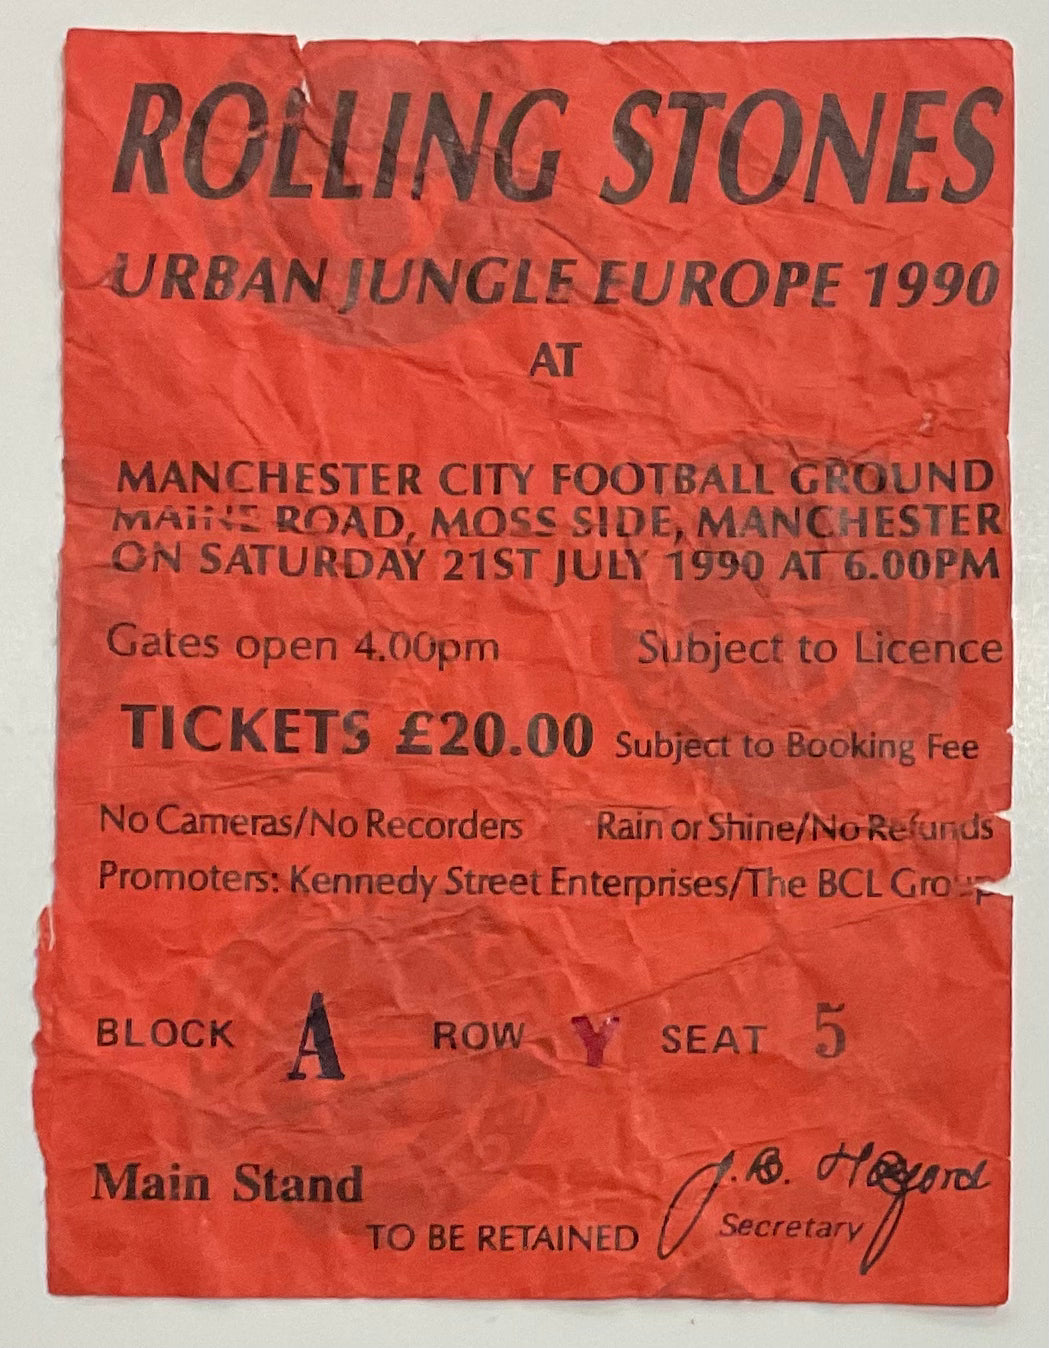 ROLLING STONES
URBAN JUNGLE EUROPE 1990
AT
MANCHESTER CITY FOOTBALL GROUND
MAINE ROAD, MOSS SIDE, MANCHESTER
ON SATURDAY 21ST JULY 1990 AT 6.00PM
Gates open 4.00pm Subject to Licence
TICKETS £20.00 Subject to Booking Fee
No Cameras/No Recorders Rain or Shine/No Refunds
Promoters: Kennedy Street Enterprises/The BCL Group
BLOCK A ROW Y SEAT 5
Main Stand J.B. Halford
TO BE RETAINED Secretary